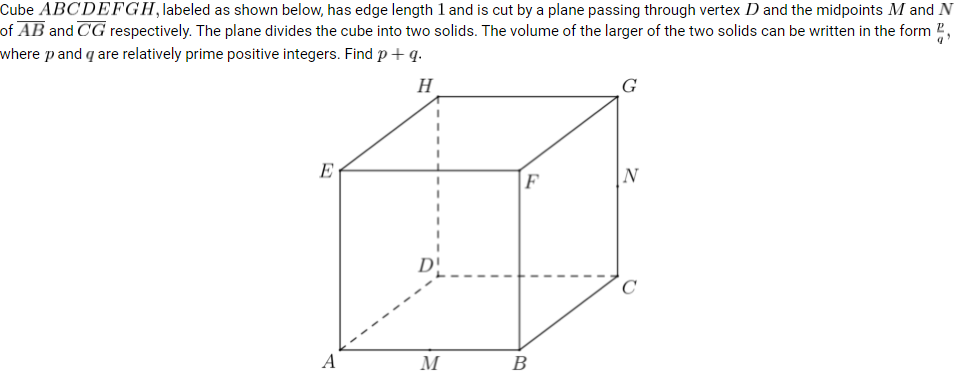 Cube ABCDEFGH, labeled as shown below, has edge length 1 and is cut by a plane passing through vertex D and the midpoints M and N
of AB and CG respectively. The plane divides the cube into two solids. The volume of the larger of the two solids can be written in the form p/q,
where p and q are relatively prime positive integers. Find p + q.
H G
E F N
D C
A M B